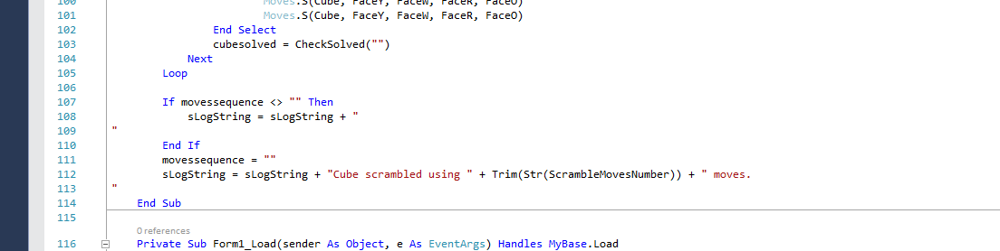 100 Moves.S(Cube, FaceY, FaceW, FaceR, FaceO)
101 Moves.S(Cube, FaceY, FaceW, FaceR, FaceO)
102 End Select
103 cubesolved = CheckSolved("")
104 Next
105 Loop
106
107 If movessequence <> "" Then
108 sLogString = sLogString + "
109 "
110 End If
111 movessequence = ""
112 sLogString = sLogString + "Cube scrambled using " + Trim(Str(ScrambleMovesNumber)) + " moves.
113 "
114 End Sub
115
0 references
116 Private Sub Form1_Load(sender As Object, e As EventArgs) Handles MyBase.Load